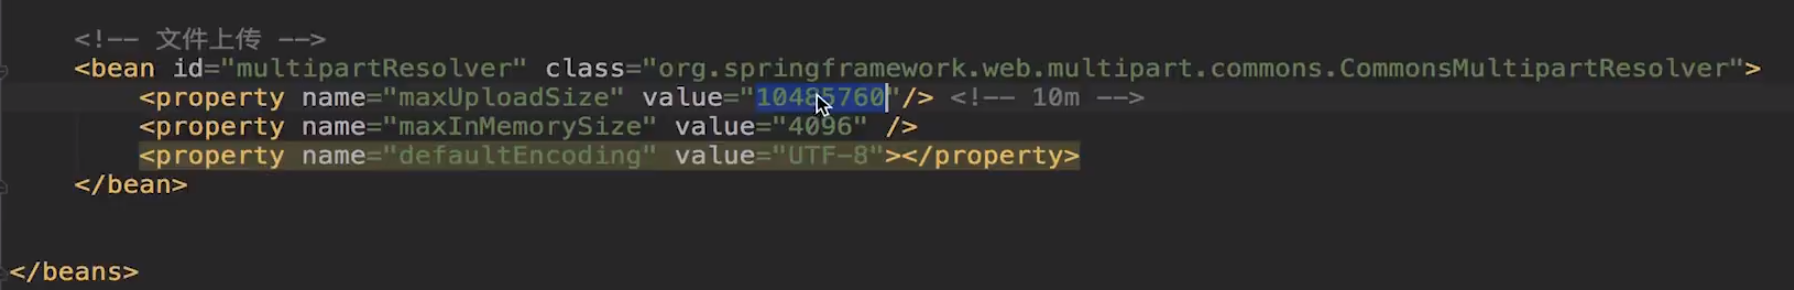 <!-- 文件上传 -->
<bean id="multipartResolver" class="org.springframework.web.multipart.commons.CommonsMultipartResolver">
<property name="maxUploadSize" value="10485760"/> <!-- 10m -->
<property name="maxInMemorySize" value="4096" />
<property name="defaultEncoding" value="UTF-8"></property>
</bean>
</beans>